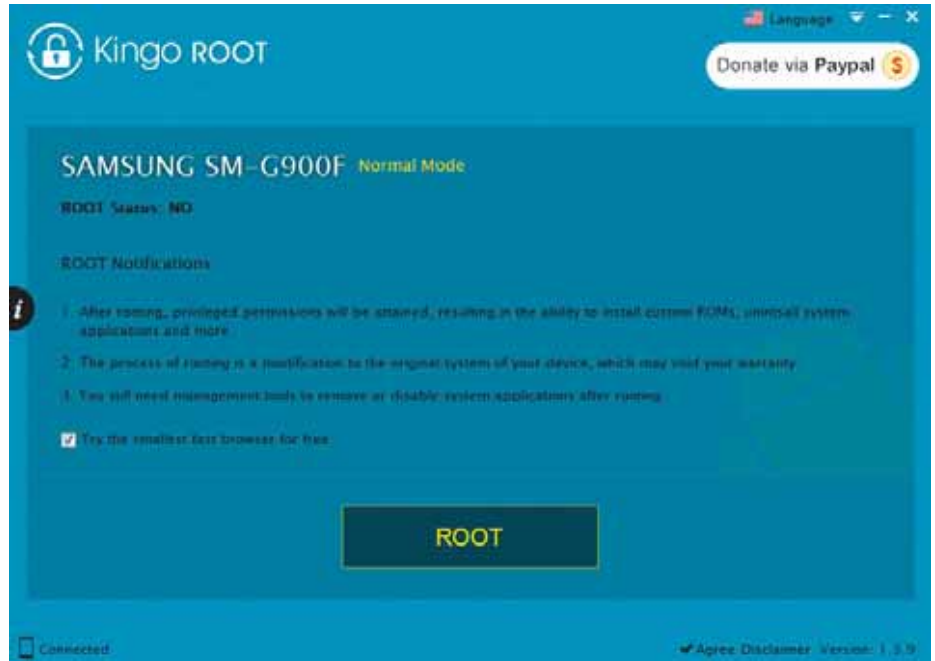 Language
Kingo ROOT
Donate via Paypal $
SAMSUNG SM-G900F Normal Mode
ROOT Status: NO
ROOT Notifications
i
1. After rooting, privileged permissions will be attained, resulting in the ability to install custom ROMs, uninstall system
applications and more.
2. The process of rooting is a modification to the original system of your device, which may void your warranty.
3. You still need management tools to remove or disable system applications after rooting.
Try the smallest fast browser for free
ROOT
Connected
Agree Disclaimer Version: 1.3.9